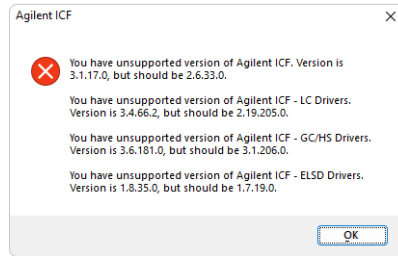 Agilent ICF
You have unsupported version of Agilent ICF. Version is
3.1.17.0, but should be 2.6.33.0.
You have unsupported version of Agilent ICF - LC Drivers.
Version is 3.4.66.2, but should be 2.19.205.0.
You have unsupported version of Agilent ICF - GC/HS Drivers.
Version is 3.6.181.0, but should be 3.1.206.0.
You have unsupported version of Agilent ICF - ELSD Drivers.
Version is 1.8.35.0, but should be 1.7.19.0.
OK